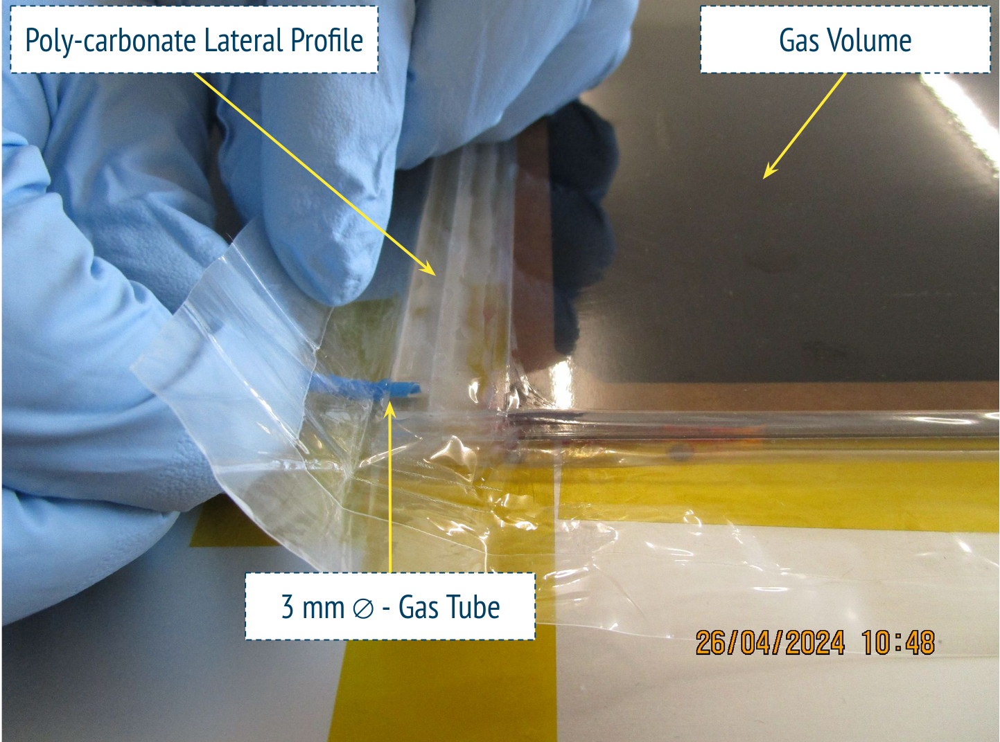 Poly-carbonate Lateral Profile
Gas Volume
3 mm ∅ - Gas Tube
26/04/2024 10:48